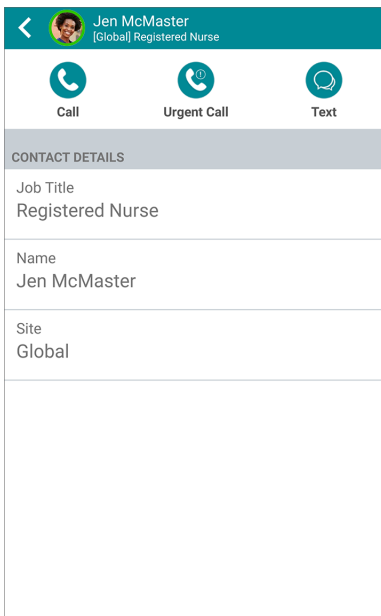 Jen McMaster
[Global] Registered Nurse
Call Urgent Call Text
CONTACT DETAILS
Job Title
Registered Nurse
Name
Jen McMaster
Site
Global